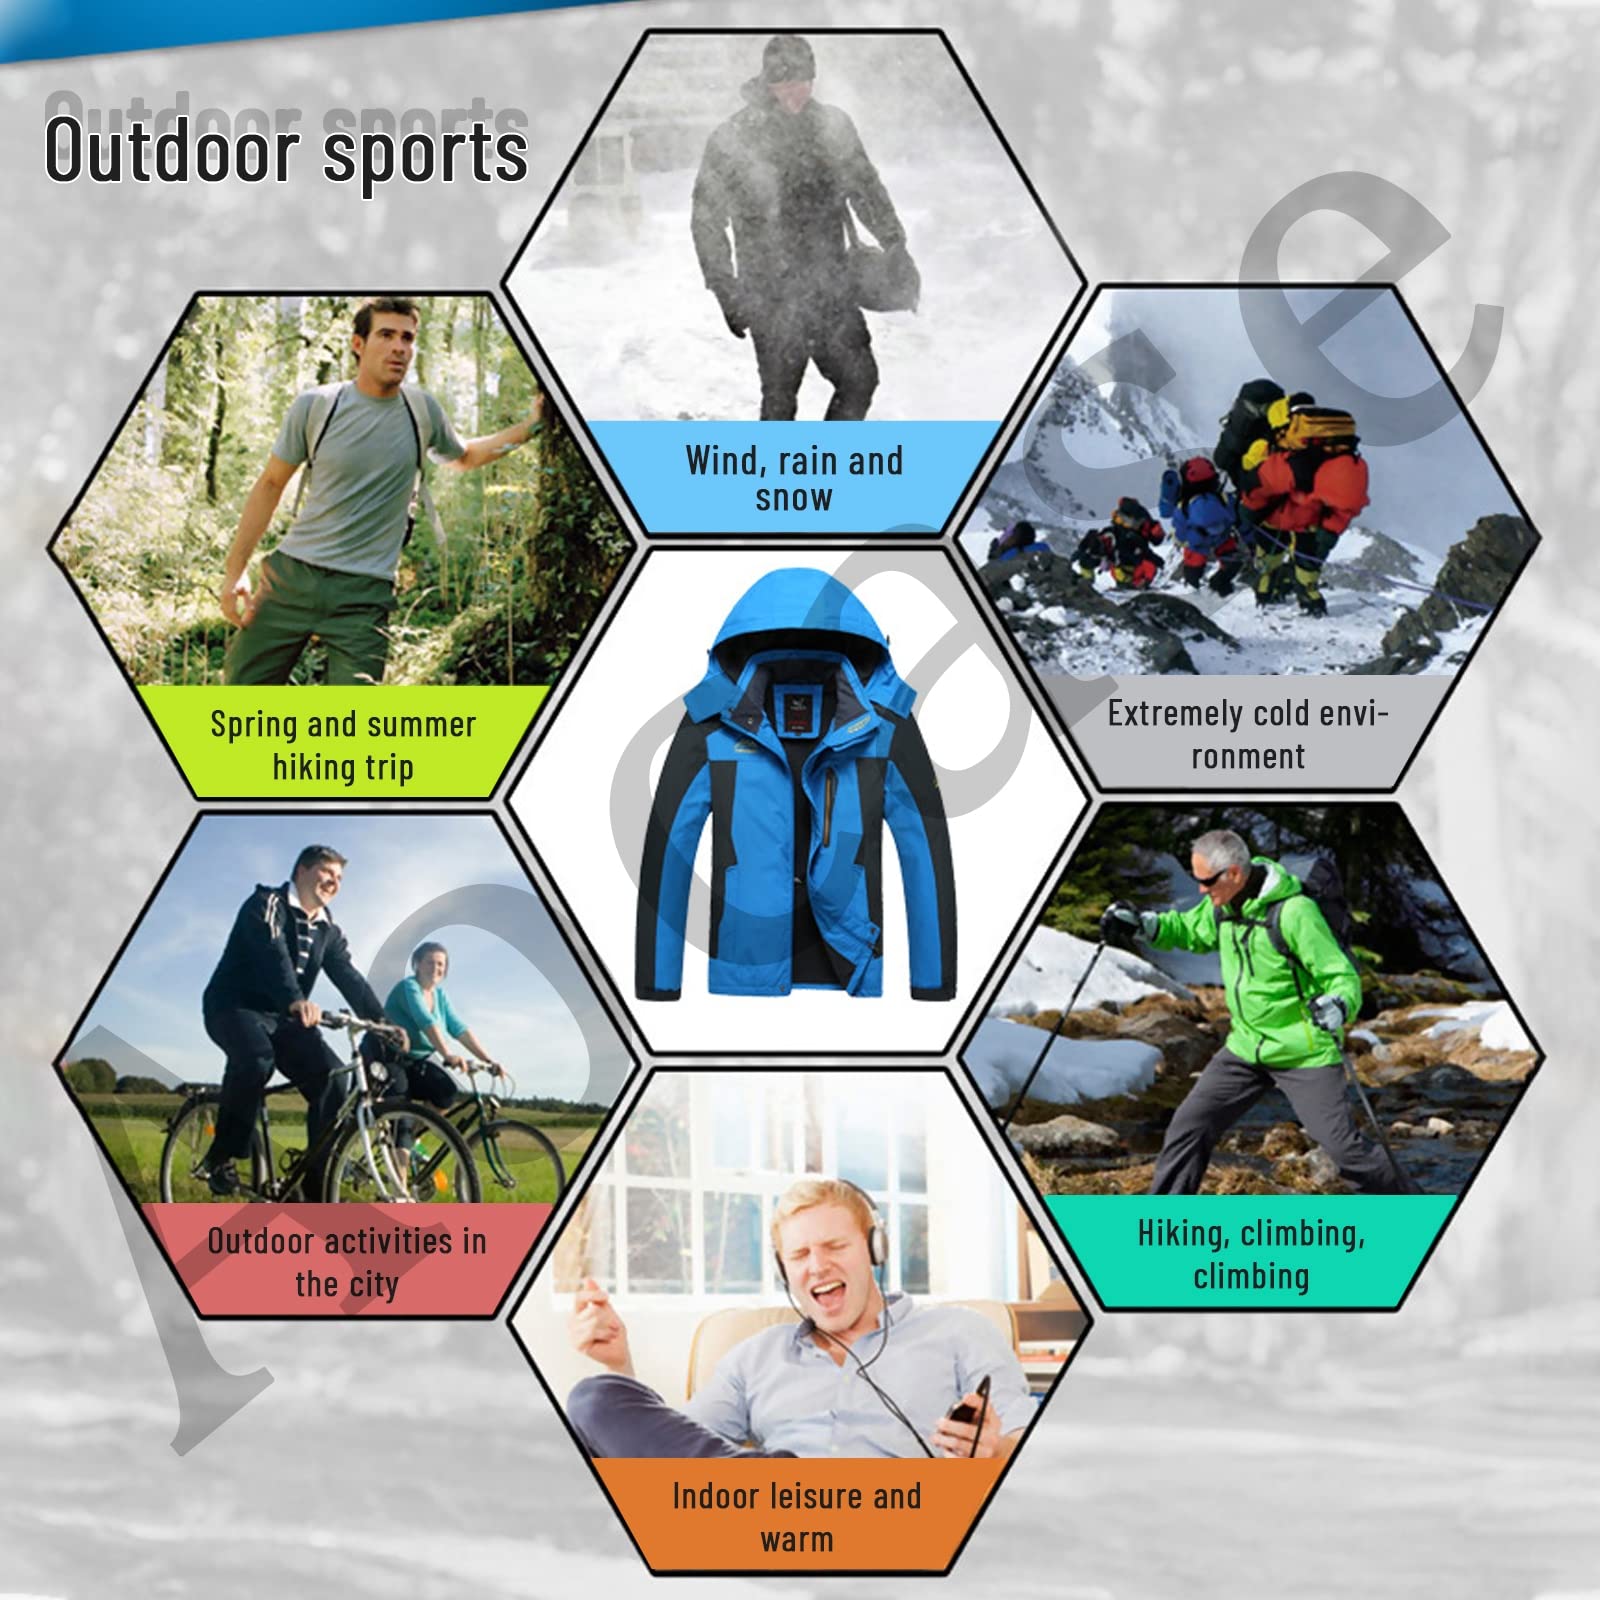 Outdoor sports
Wind, rain and
snow
Spring and summer
hiking trip
Extremely cold envi-
ronment
Outdoor activities in
the city
Hiking, climbing,
climbing
Indoor leisure and
warm